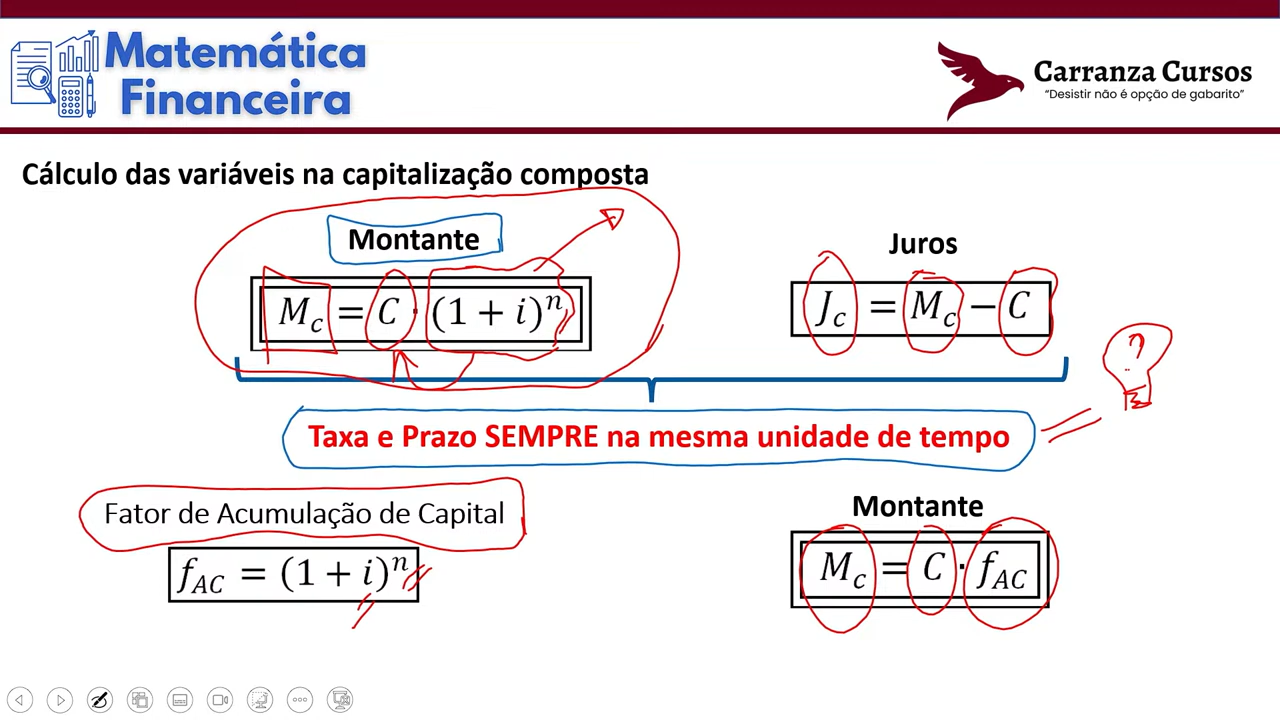 Matemática
Financeira
Carranza Cursos
“Desistir não é opção de gabarito”
Cálculo das variáveis na capitalização composta
Montante
M_c = C · (1 + i)^n
Juros
J_c = M_c − C
?
Taxa e Prazo SEMPRE na mesma unidade de tempo
Fator de Acumulação de Capital
f_AC = (1 + i)^n
Montante
M_c = C · f_AC